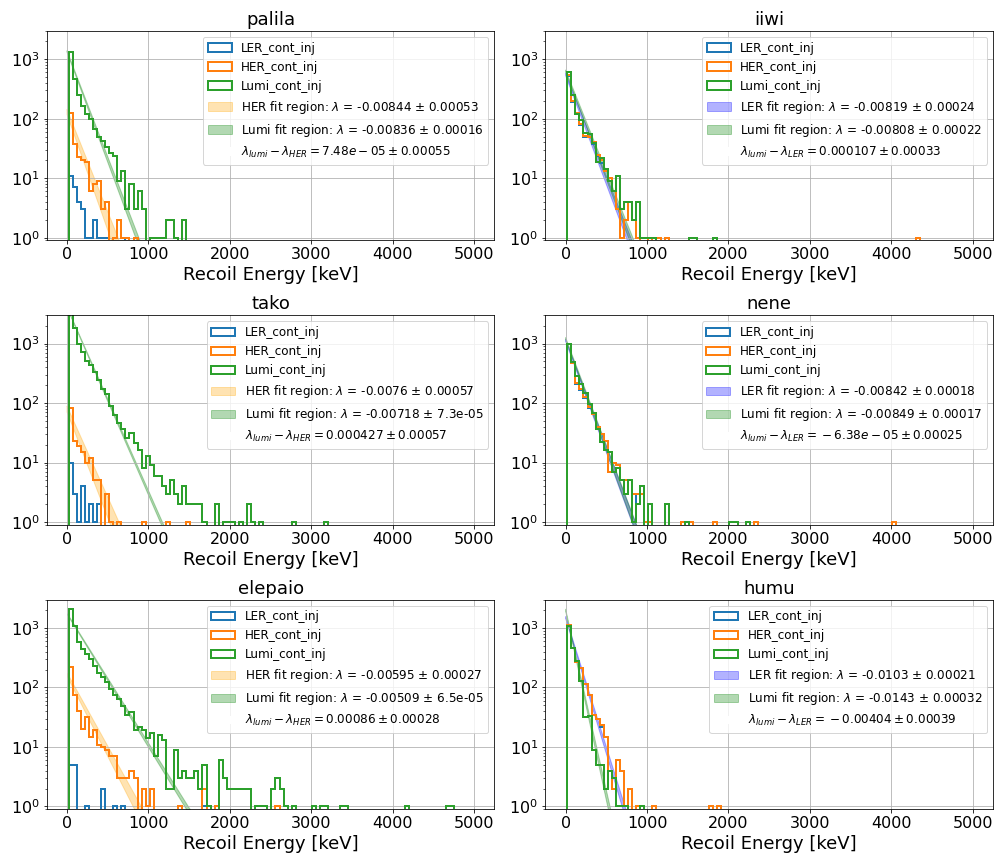 palila
LER_cont_inj
HER_cont_inj
Lumi_cont_inj
HER fit region: λ = -0.00844 ± 0.00053
Lumi fit region: λ = -0.00836 ± 0.00016
λ_lumi − λ_HER = 7.48e − 05 ± 0.00055
10³
10²
10¹
10⁰
0 1000 2000 3000 4000 5000
Recoil Energy [keV]
iiwi
LER_cont_inj
HER_cont_inj
Lumi_cont_inj
LER fit region: λ = -0.00819 ± 0.00024
Lumi fit region: λ = -0.00808 ± 0.00022
λ_lumi − λ_LER = 0.000107 ± 0.00033
10³
10²
10¹
10⁰
0 1000 2000 3000 4000 5000
Recoil Energy [keV]
tako
LER_cont_inj
HER_cont_inj
Lumi_cont_inj
HER fit region: λ = -0.0076 ± 0.00057
Lumi fit region: λ = -0.00718 ± 7.3e-05
λ_lumi − λ_HER = 0.000427 ± 0.00057
10³
10²
10¹
10⁰
0 1000 2000 3000 4000 5000
Recoil Energy [keV]
nene
LER_cont_inj
HER_cont_inj
Lumi_cont_inj
LER fit region: λ = -0.00842 ± 0.00018
Lumi fit region: λ = -0.00849 ± 0.00017
λ_lumi − λ_LER = −6.38e − 05 ± 0.00025
10³
10²
10¹
10⁰
0 1000 2000 3000 4000 5000
Recoil Energy [keV]
elepaio
LER_cont_inj
HER_cont_inj
Lumi_cont_inj
HER fit region: λ = -0.00595 ± 0.00027
Lumi fit region: λ = -0.00509 ± 6.5e-05
λ_lumi − λ_HER = 0.00086 ± 0.00028
10³
10²
10¹
10⁰
0 1000 2000 3000 4000 5000
Recoil Energy [keV]
humu
LER_cont_inj
HER_cont_inj
Lumi_cont_inj
LER fit region: λ = -0.0103 ± 0.00021
Lumi fit region: λ = -0.0143 ± 0.00032
λ_lumi − λ_LER = −0.00404 ± 0.00039
10³
10²
10¹
10⁰
0 1000 2000 3000 4000 5000
Recoil Energy [keV]